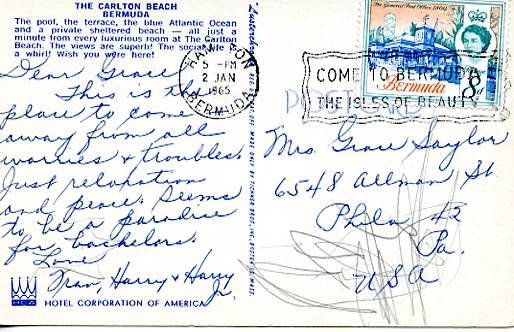 THE CARLTON BEACH
BERMUDA
The pool, the terrace, the blue Atlantic Ocean
and a private sheltered beach — all just a
minute from every luxurious room at The Carlton
Beach. The views are superb! The social life is
a whirl! Wish you were here!
Dear Grace
This is the
place to come
away from all
worries & troubles.
Just relaxation
and peace. Seems
to be a paradise
for bachelors.
Love
Fran, Harry & Harry
Jr.
HOTEL CORPORATION OF AMERICA
HAMILTON
5 - PM
2 JAN
1965
BERMUDA
COME TO BERMUDA
THE ISLES OF BEAUTY
The General Post Office 1869
Bermuda
8d
POST CARD
Mrs. Grace Saylor
6548 Allman St.
Phila 42
Pa.
USA